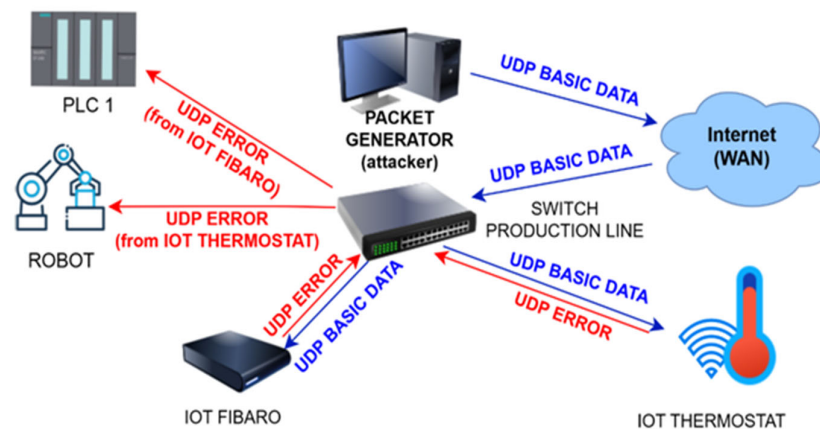 PLC 1
UDP ERROR
(from IOT FIBARO)
PACKET
GENERATOR
(attacker)
UDP BASIC DATA
Internet
(WAN)
UDP BASIC DATA
ROBOT
UDP ERROR
(from IOT THERMOSTAT)
SWITCH
PRODUCTION LINE
UDP ERROR
UDP BASIC DATA
UDP BASIC DATA
UDP ERROR
IOT FIBARO
IOT THERMOSTAT